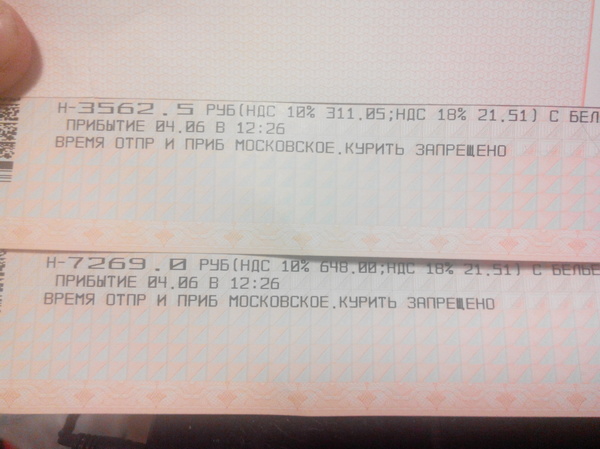 Н-3562.5 РУБ(НДС 10% 311.05;НДС 18% 21.51) С БЕЛ
ПРИБЫТИЕ 04.06 В 12:26
ВРЕМЯ ОТПР И ПРИБ МОСКОВСКОЕ.КУРИТЬ ЗАПРЕЩЕНО
Н-7269.0 РУБ(НДС 10% 648.00;НДС 18% 21.51) С БЕЛЬЕ
ПРИБЫТИЕ 04.06 В 12:26
ВРЕМЯ ОТПР И ПРИБ МОСКОВСКОЕ.КУРИТЬ ЗАПРЕЩЕНО